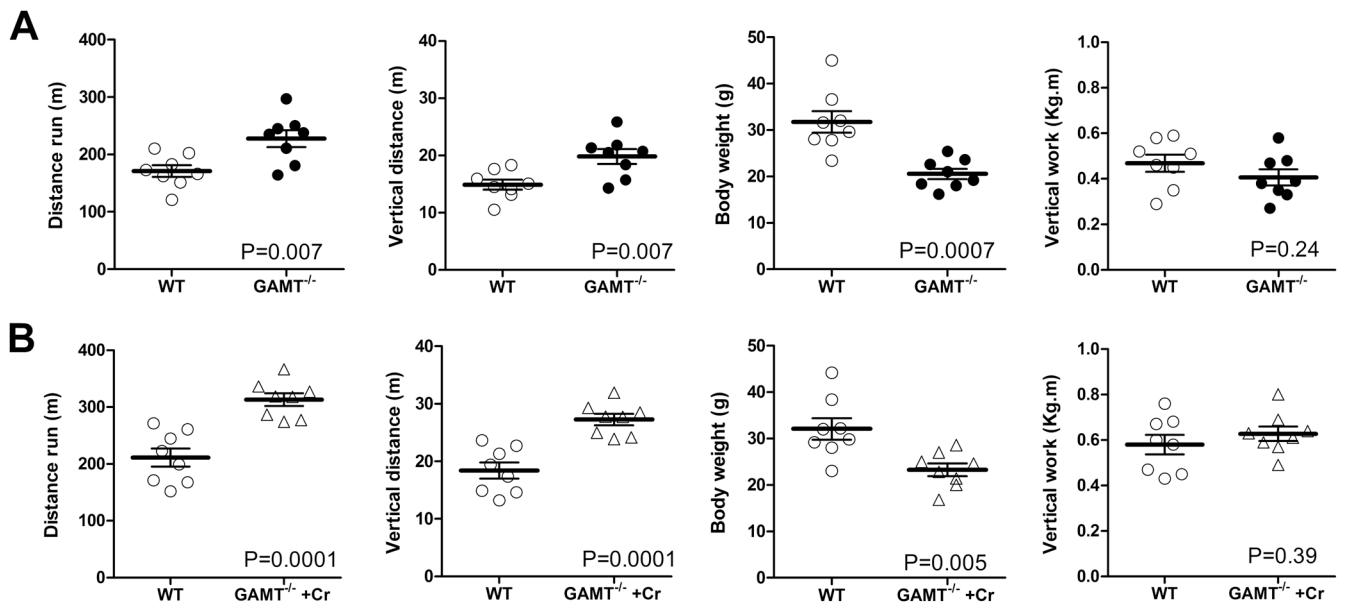 A
Distance run (m)
400
300
200
100
0
P=0.007
WT
GAMT-/-
Vertical distance (m)
40
30
20
10
0
P=0.007
WT
GAMT-/-
Body weight (g)
50
40
30
20
10
0
P=0.0007
WT
GAMT-/-
Vertical work (Kg.m)
1.0
0.8
0.6
0.4
0.2
0.0
P=0.24
WT
GAMT-/-
B
Distance run (m)
400
300
200
100
0
P=0.0001
WT
GAMT-/- +Cr
Vertical distance (m)
40
30
20
10
0
P=0.0001
WT
GAMT-/- +Cr
Body weight (g)
50
40
30
20
10
0
P=0.005
WT
GAMT-/- +Cr
Vertical work (Kg.m)
1.0
0.8
0.6
0.4
0.2
0.0
P=0.39
WT
GAMT-/- +Cr